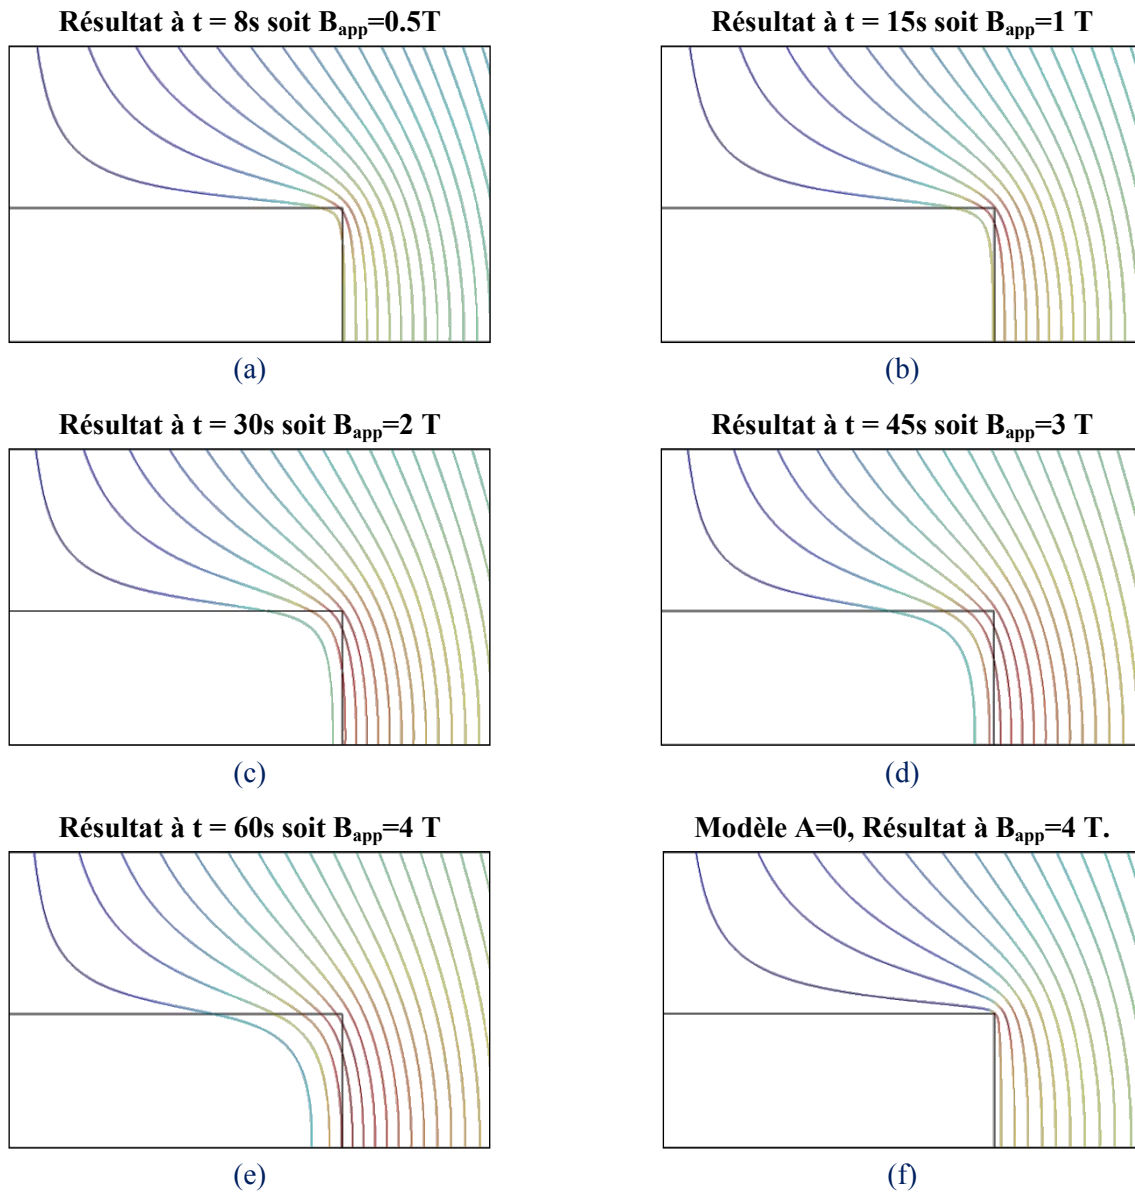 Résultat à t = 8s soit Bapp=0.5T
Résultat à t = 15s soit Bapp=1 T
(a)
(b)
Résultat à t = 30s soit Bapp=2 T
Résultat à t = 45s soit Bapp=3 T
(c)
(d)
Résultat à t = 60s soit Bapp=4 T
Modèle A=0, Résultat à Bapp=4 T.
(e)
(f)